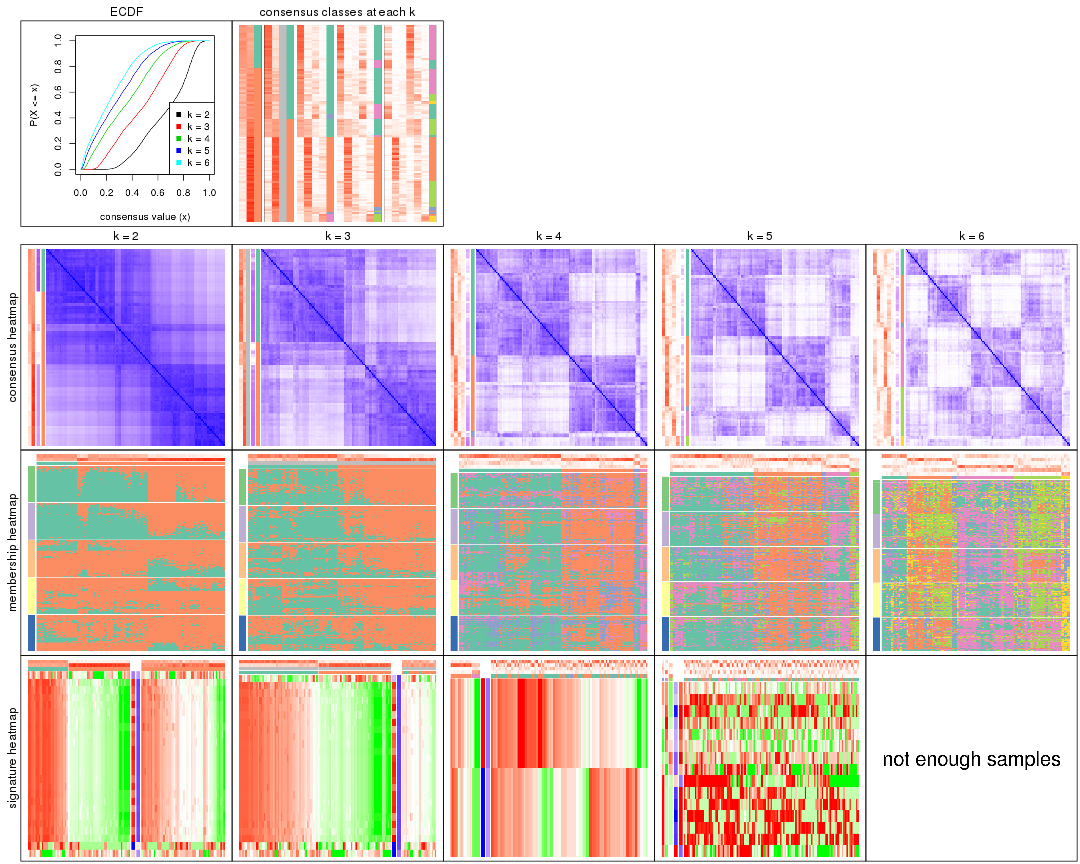 ECDF
consensus classes at each k
P(X <= x)
1.0
0.8
0.6
0.4
0.2
0.0
k = 2
k = 3
k = 4
k = 5
k = 6
0.0 0.2 0.4 0.6 0.8 1.0
consensus value (x)
k = 2 k = 3 k = 4 k = 5 k = 6
consensus heatmap
membership heatmap
signature heatmap
not enough samples